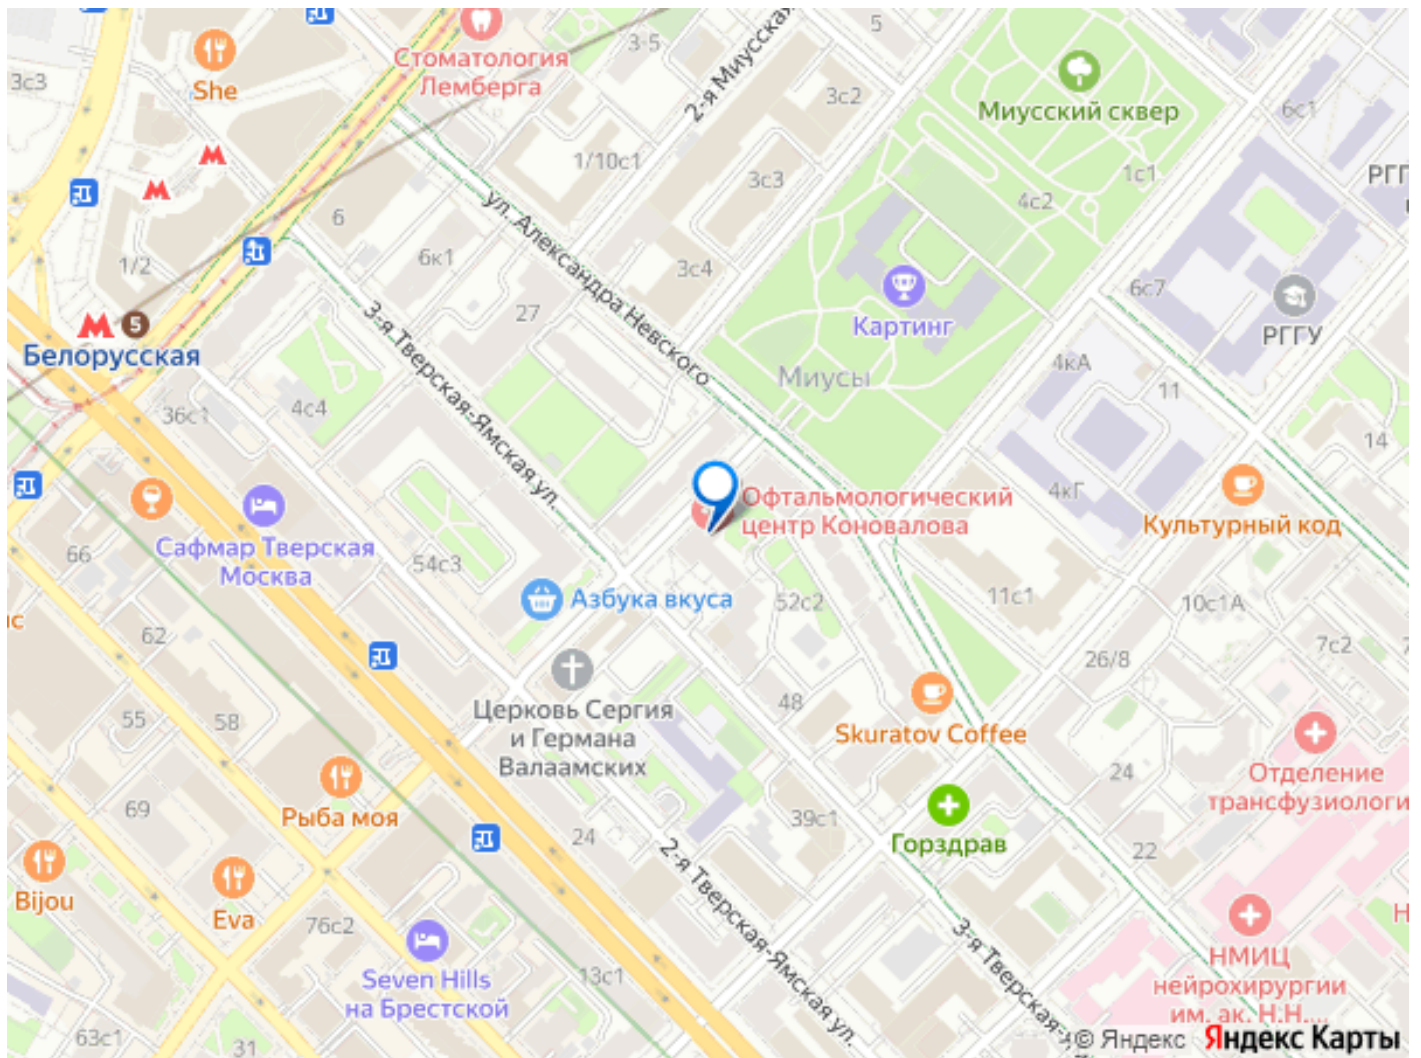 3с3
She
Стоматология
Лемберга
3-5
2-я Миусская
5
3с2
Миусский сквер
6с1
1/10с1
3с3
1с1
4с2
6
ул. Александра Невского
6к1
3с4
1/2
27
3-я Тверская-Ямская ул.
Картинг
6с7
РГГУ
5
Белорусская
Миусы
4кА
11
36с1
4с4
14
4кГ
Офтальмологический
центр Коновалова
Культурный код
Сафмар Тверская
Москва
66
54с3
Азбука вкуса
52с2
11с1
10с1А
62
7с2
26/8
Церковь Сергия
и Германа
Валаамских
48
55
58
Skuratov Coffee
Отделение
трансфузиологи
24
69
Рыба моя
39с1
24
Горздрав
22
2-я Тверская-Ямская ул.
Bijou
Eva
76с2
3-я Тверская-
НМИЦ
нейрохирургии
им. ак. Н.Н....
Seven Hills
на Брестской
13с1
63с1
31
© Яндекс Яндекс Карты